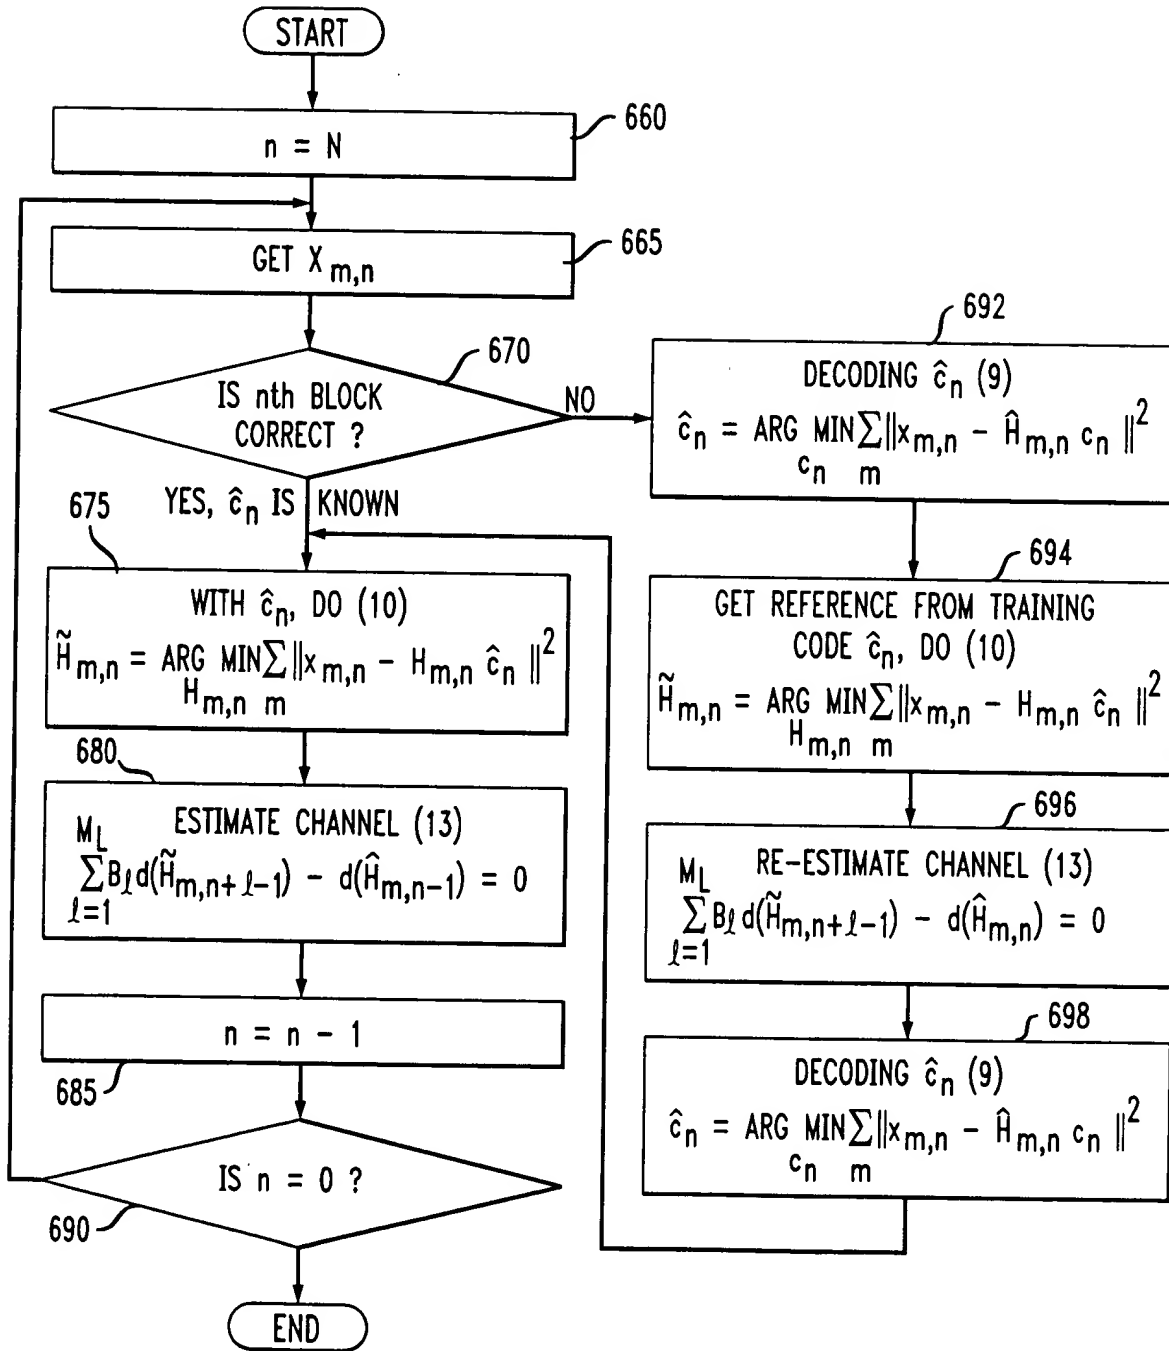 START
660
n = N
665
GET X m,n
670
IS nth BLOCK
CORRECT ?
NO
YES, ĉn IS KNOWN
675
WITH ĉn, DO (10)
H̃m,n = ARG MIN ∑ ||xm,n - Hm,n ĉn ||²
Hm,n m
680
ML ESTIMATE CHANNEL (13)
∑ Bℓ d(H̃m,n+ℓ-1) - d(Ĥm,n-1) = 0
ℓ=1
n = n - 1
685
IS n = 0 ?
690
END
692
DECODING ĉn (9)
ĉn = ARG MIN ∑ ||xm,n - Ĥm,n cn ||²
cn m
694
GET REFERENCE FROM TRAINING
CODE ĉn, DO (10)
H̃m,n = ARG MIN ∑ ||xm,n - Hm,n ĉn ||²
Hm,n m
696
ML RE-ESTIMATE CHANNEL (13)
∑ Bℓ d(H̃m,n+ℓ-1) - d(Ĥm,n) = 0
ℓ=1
698
DECODING ĉn (9)
ĉn = ARG MIN ∑ ||xm,n - Ĥm,n cn ||²
cn m